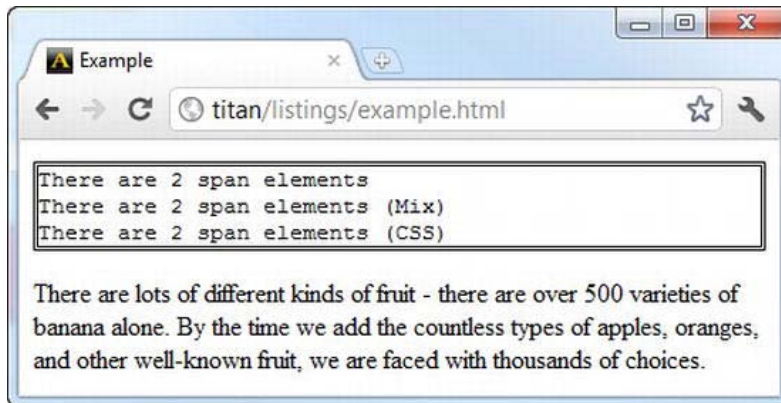 Example
titan/listings/example.html
There are 2 span elements
There are 2 span elements (Mix)
There are 2 span elements (CSS)
There are lots of different kinds of fruit - there are over 500 varieties of
banana alone. By the time we add the countless types of apples, oranges,
and other well-known fruit, we are faced with thousands of choices.